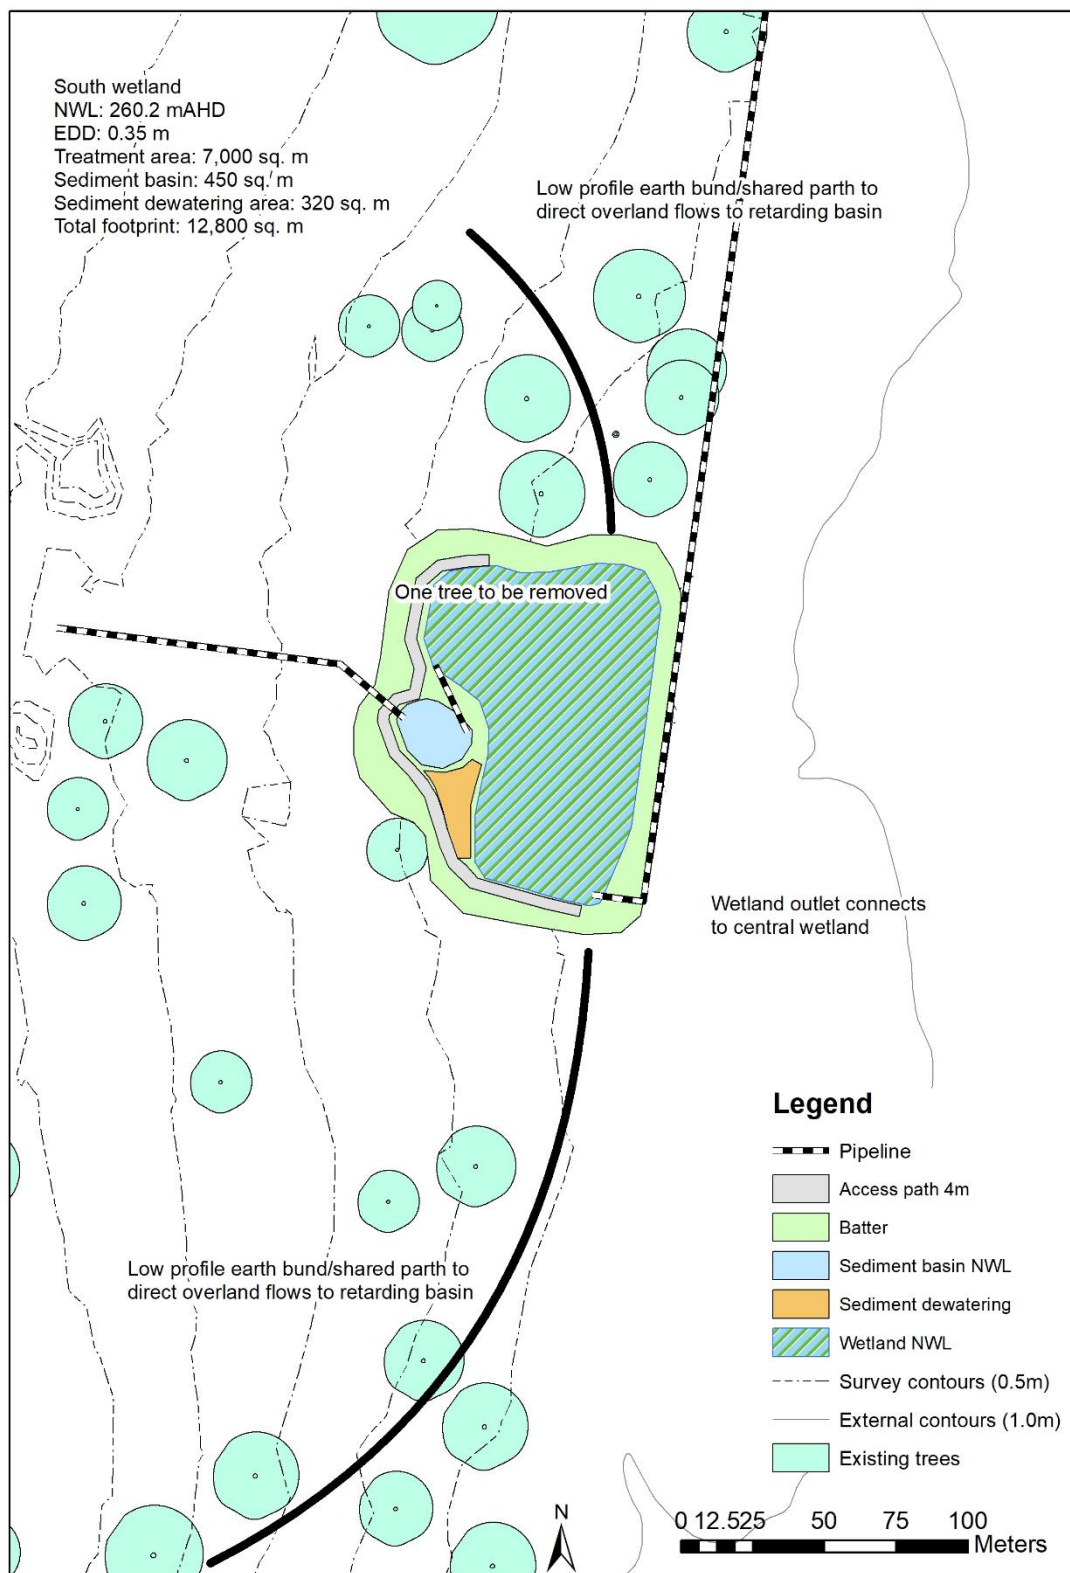 South wetland
NWL: 260.2 mAHD
EDD: 0.35 m
Treatment area: 7,000 sq. m
Sediment basin: 450 sq. m
Sediment dewatering area: 320 sq. m
Total footprint: 12,800 sq. m
Low profile earth bund/shared parth to
direct overland flows to retarding basin
One tree to be removed
Wetland outlet connects
to central wetland
Low profile earth bund/shared parth to
direct overland flows to retarding basin
Legend
Pipeline
Access path 4m
Batter
Sediment basin NWL
Sediment dewatering
Wetland NWL
Survey contours (0.5m)
External contours (1.0m)
Existing trees
N
0 12.525 50 75 100
Meters